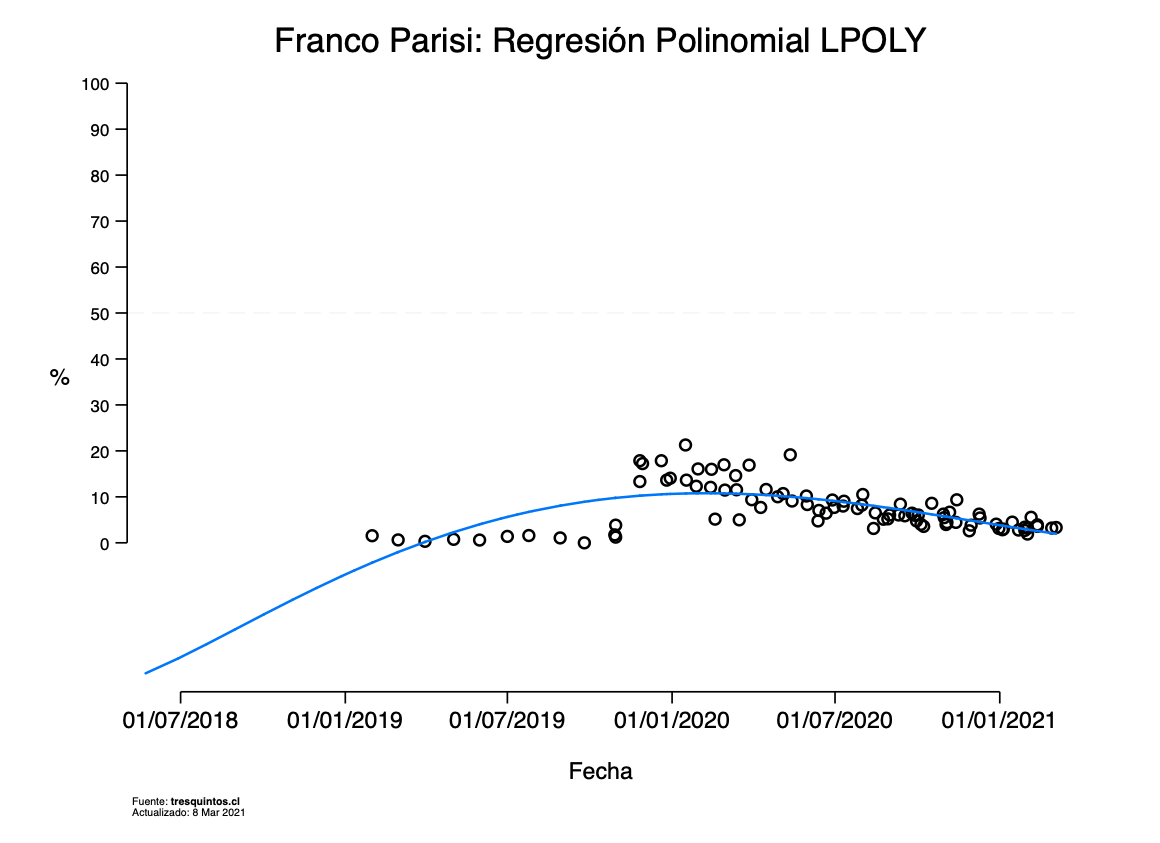 Franco Parisi: Regresión Polinomial LPOLY
100
90
80
70
60
50
40
30
20
10
0
%
01/07/2018 01/01/2019 01/07/2019 01/01/2020 01/07/2020 01/01/2021
Fecha
Fuente: tresquintos.cl
Actualizado: 8 Mar 2021